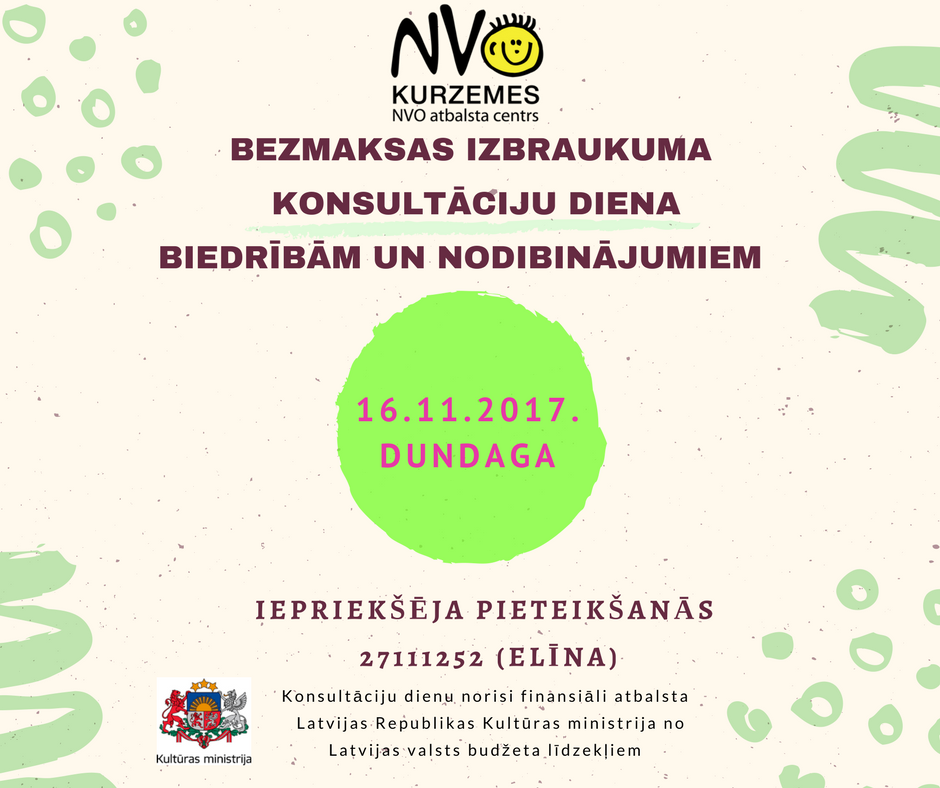 NVO
KURZEMES
NVO atbalsta centrs
BEZMAKSAS IZBRAUKUMA
KONSULTĀCIJU DIENA
BIEDRĪBĀM UN NODIBINĀJUMIEM
16.11.2017.
DUNDAGA
IEPRIEKŠĒJA PIETEIKŠANĀS
27111252 (ELĪNA)
Konsultāciju dienu norisi finansiāli atbalsta
Latvijas Republikas Kultūras ministrija no
Latvijas valsts budžeta līdzekļiem
Kultūras ministrija